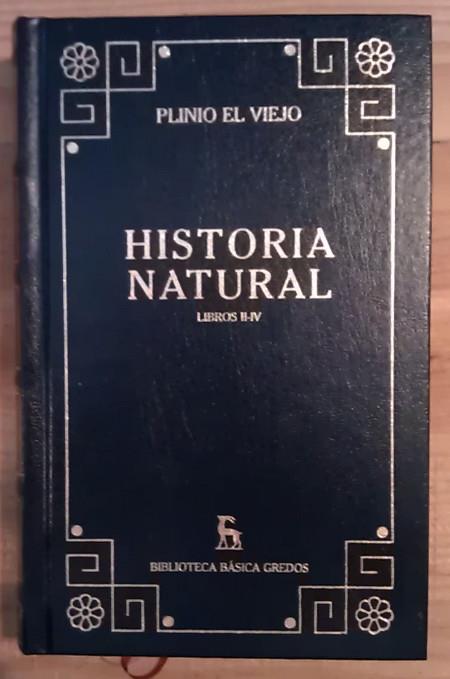 PLINIO EL VIEJO
HISTORIA
NATURAL
LIBROS II-IV
BIBLIOTECA BÁSICA GREDOS